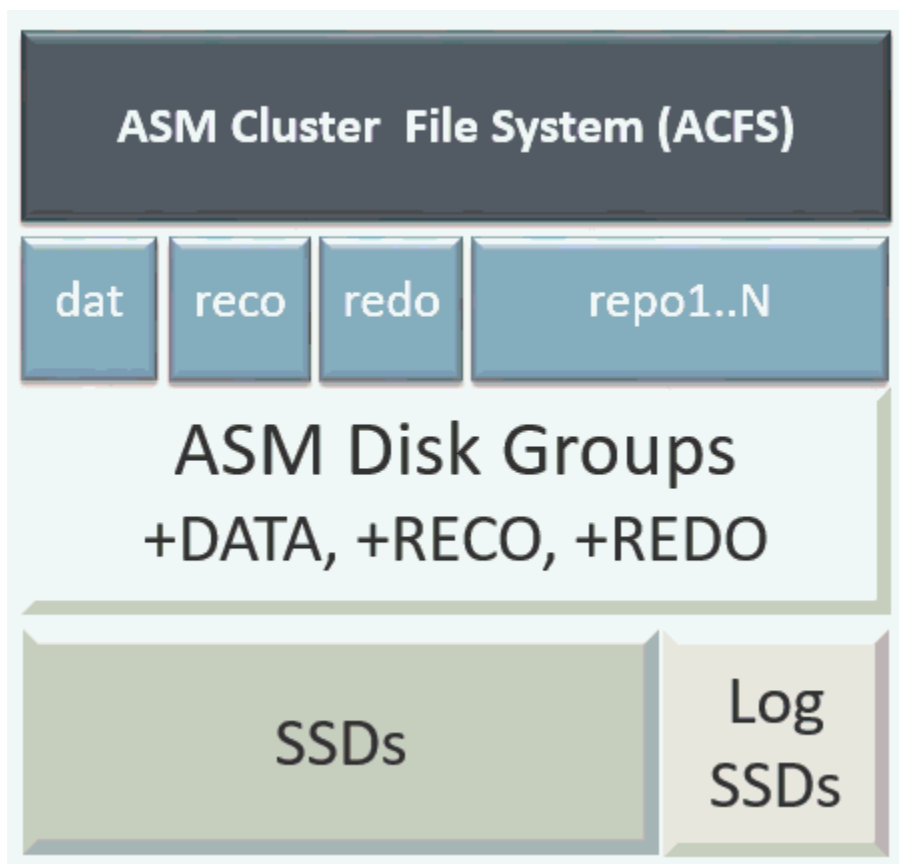 ASM Cluster File System (ACFS)
dat reco redo repo1..N
ASM Disk Groups
+DATA, +RECO, +REDO
SSDs
Log
SSDs